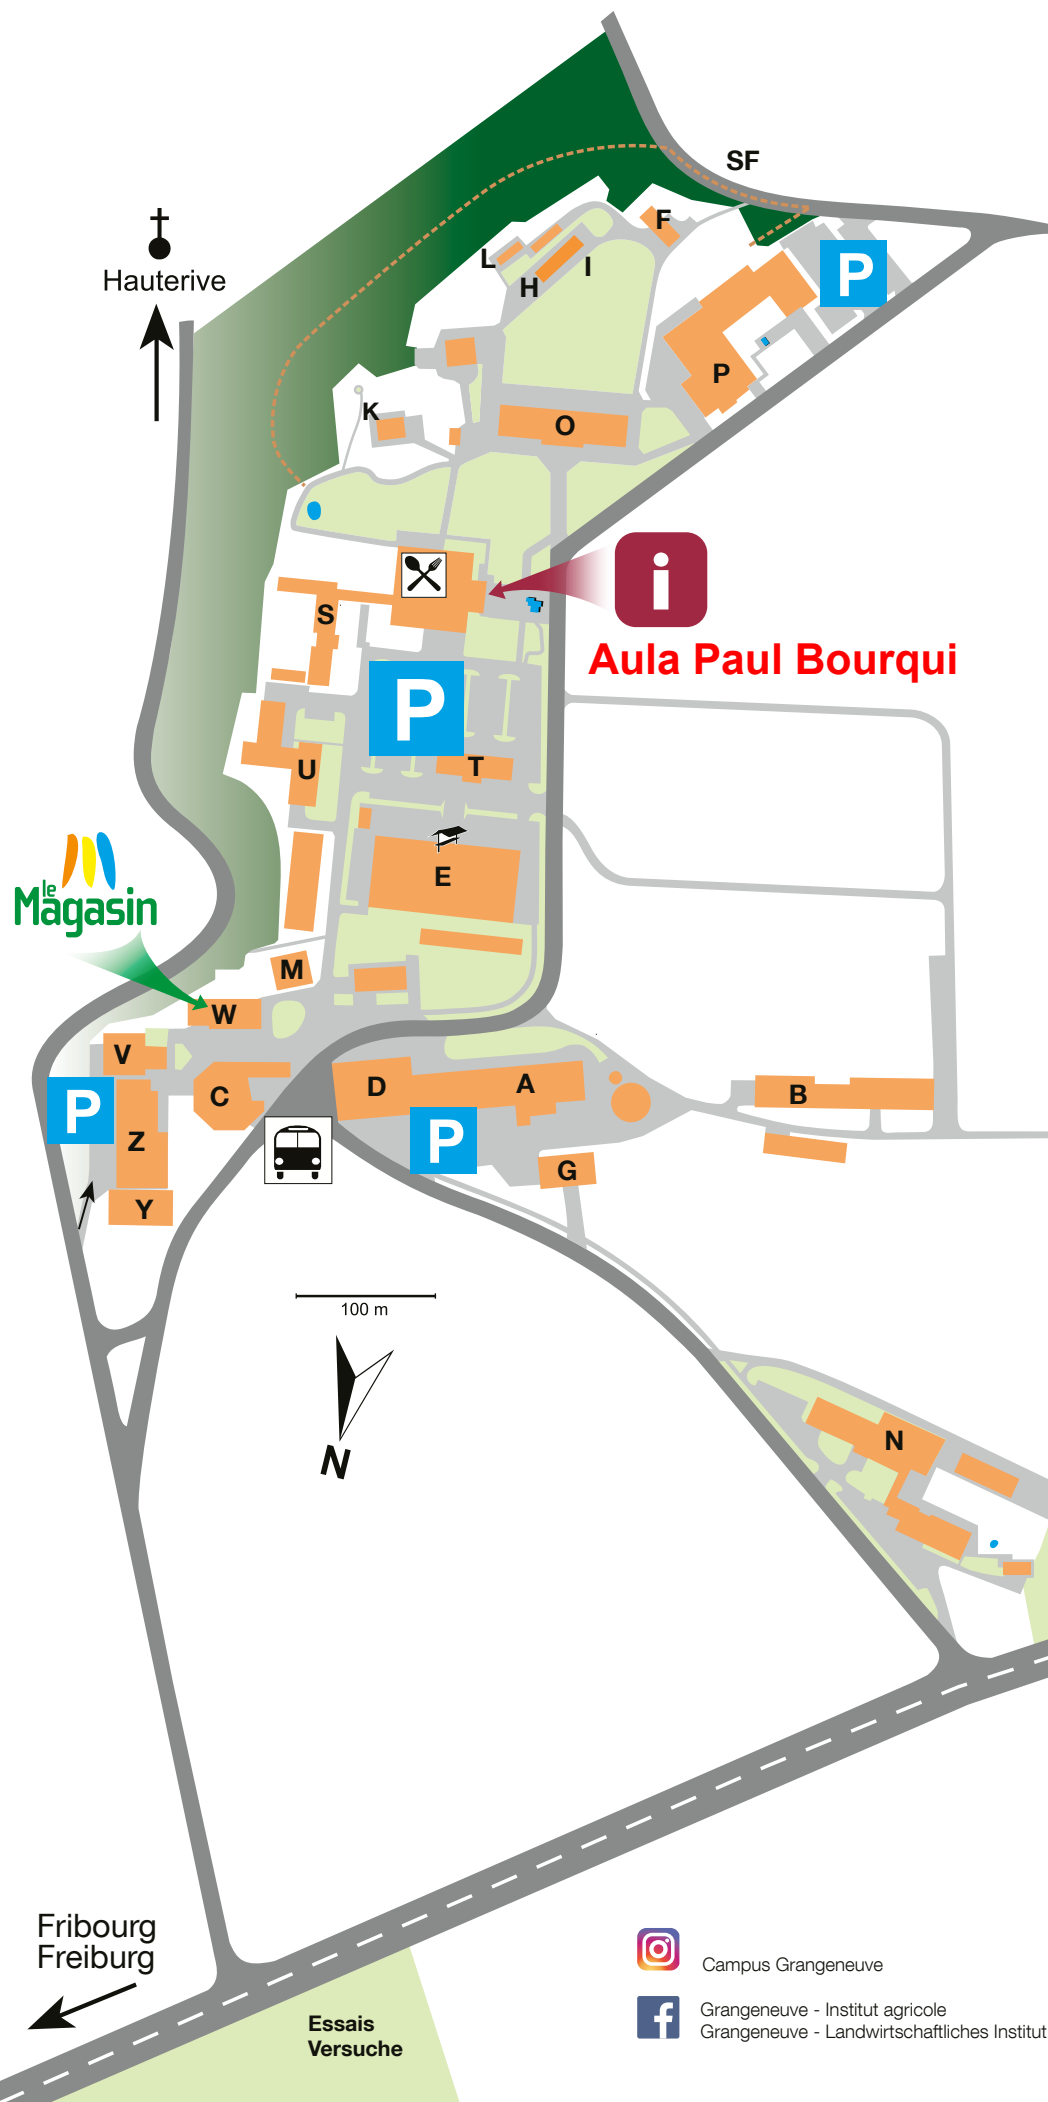 SF
F
P
Hauterive
L
I
H
P
K
O
S
i
Aula Paul Bourqui
P
U
T
le
Magasin
E
M
W
V
D
A
C
B
P
P
Z
G
Y
100 m
N
N
Fribourg
Freiburg
Essais
Versuche
Campus Grangeneuve
f
Grangeneuve - Institut agricole
Grangeneuve - Landwirtschaftliches Institut